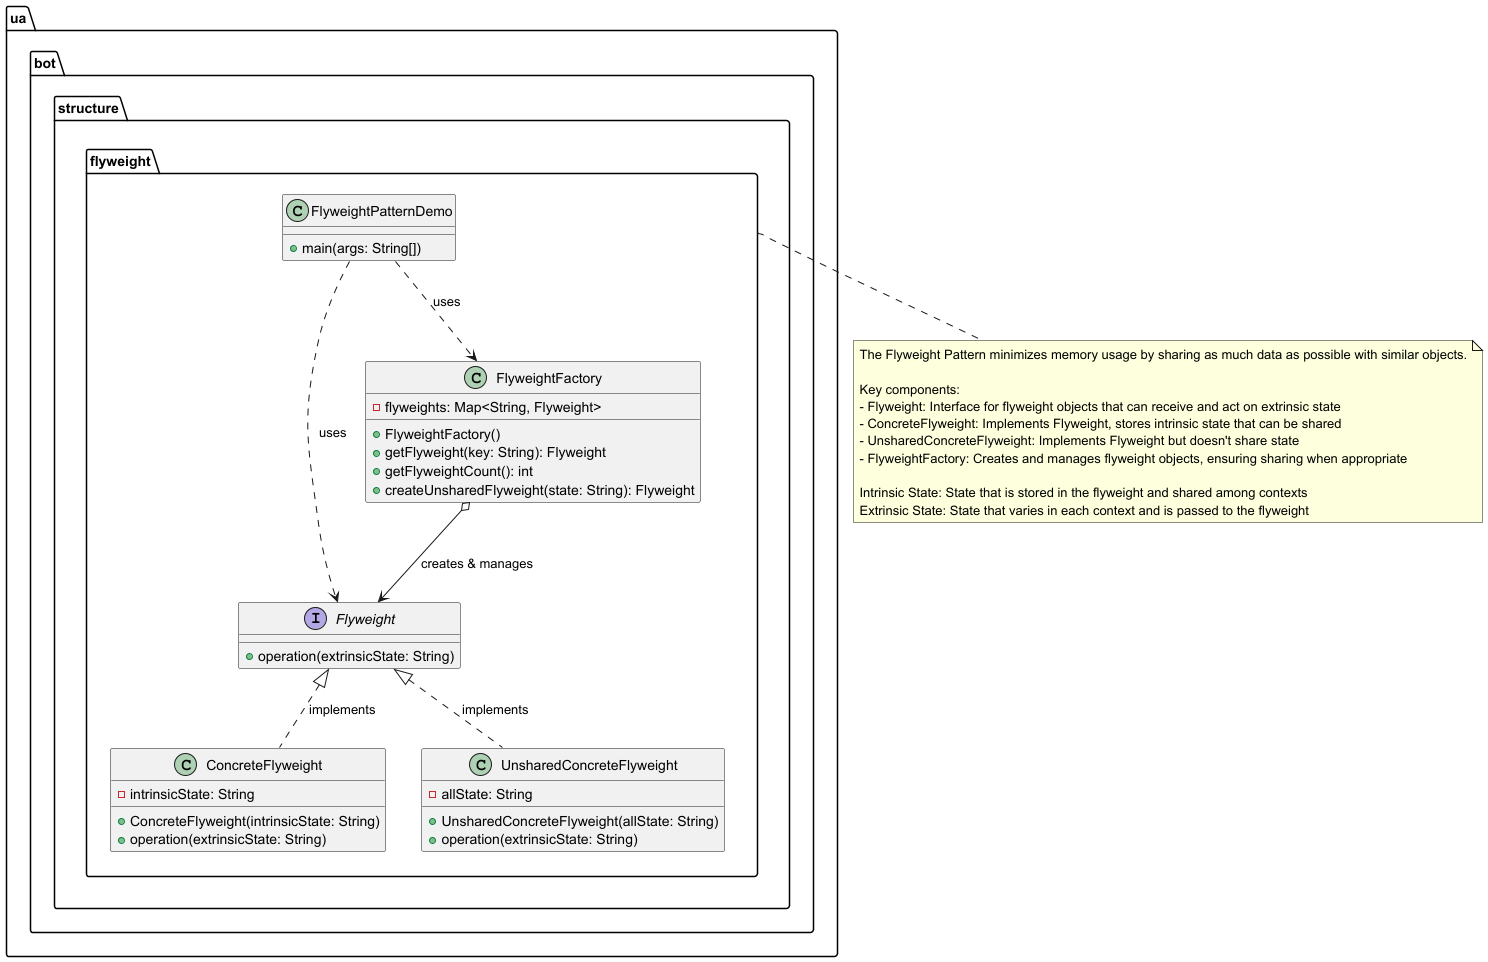 ua
bot
structure
flyweight
C FlyweightPatternDemo
main(args: String[])
uses
uses
C FlyweightFactory
flyweights: Map<String, Flyweight>
FlyweightFactory()
getFlyweight(key: String): Flyweight
getFlyweightCount(): int
createUnsharedFlyweight(state: String): Flyweight
creates & manages
I Flyweight
operation(extrinsicState: String)
implements
implements
C ConcreteFlyweight
intrinsicState: String
ConcreteFlyweight(intrinsicState: String)
operation(extrinsicState: String)
C UnsharedConcreteFlyweight
allState: String
UnsharedConcreteFlyweight(allState: String)
operation(extrinsicState: String)
The Flyweight Pattern minimizes memory usage by sharing as much data as possible with similar objects.
Key components:
- Flyweight: Interface for flyweight objects that can receive and act on extrinsic state
- ConcreteFlyweight: Implements Flyweight, stores intrinsic state that can be shared
- UnsharedConcreteFlyweight: Implements Flyweight but doesn't share state
- FlyweightFactory: Creates and manages flyweight objects, ensuring sharing when appropriate
Intrinsic State: State that is stored in the flyweight and shared among contexts
Extrinsic State: State that varies in each context and is passed to the flyweight